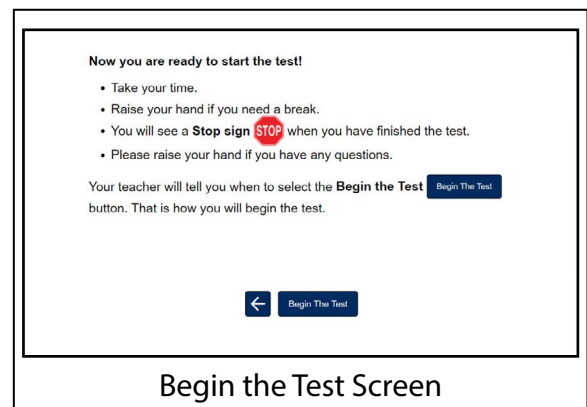 Now you are ready to start the test!
• Take your time.
• Raise your hand if you need a break.
• You will see a Stop sign STOP when you have finished the test.
• Please raise your hand if you have any questions.
Your teacher will tell you when to select the Begin the Test Begin The Test
button. That is how you will begin the test.
Begin The Test
Begin the Test Screen